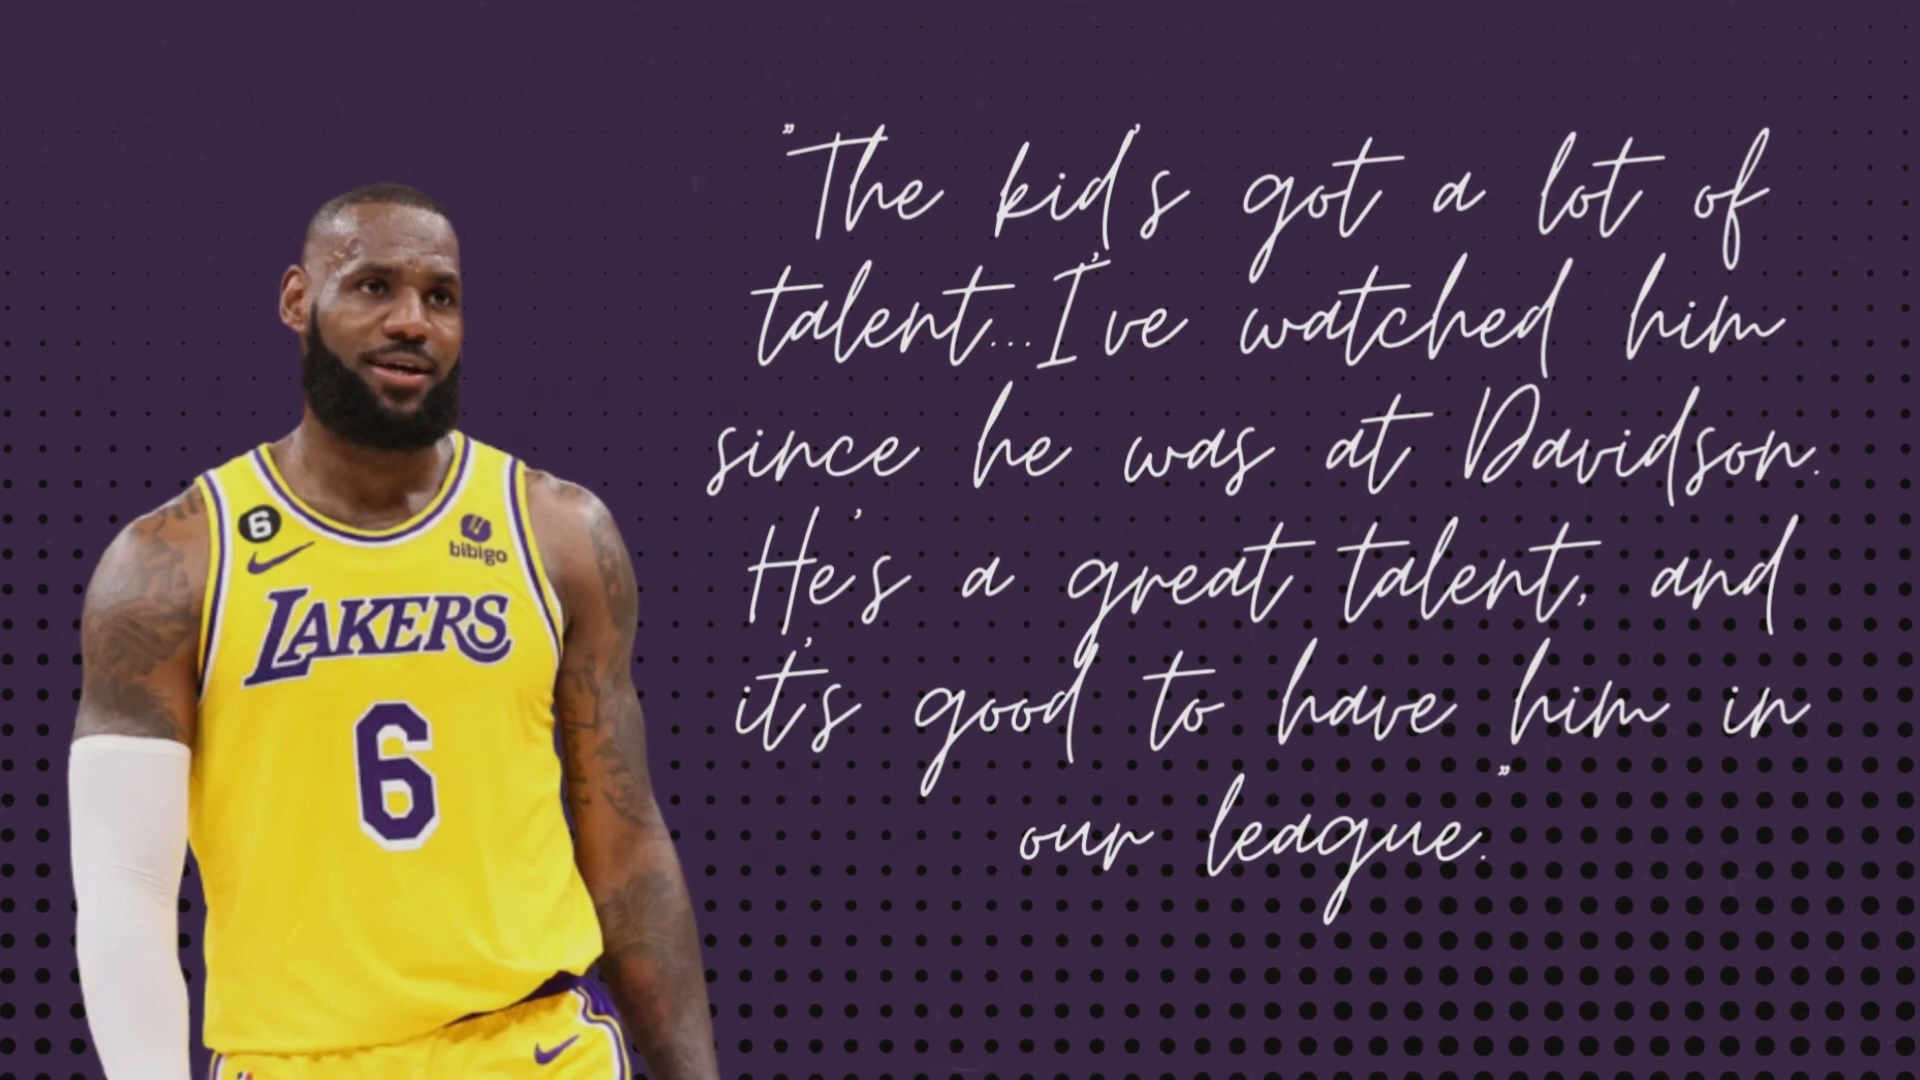 "The kid's got a lot of
talent...I've watched him
since he was at Davidson.
He's a great talent, and
it's good to have him in
our league."
6
bibigo
LAKERS
6